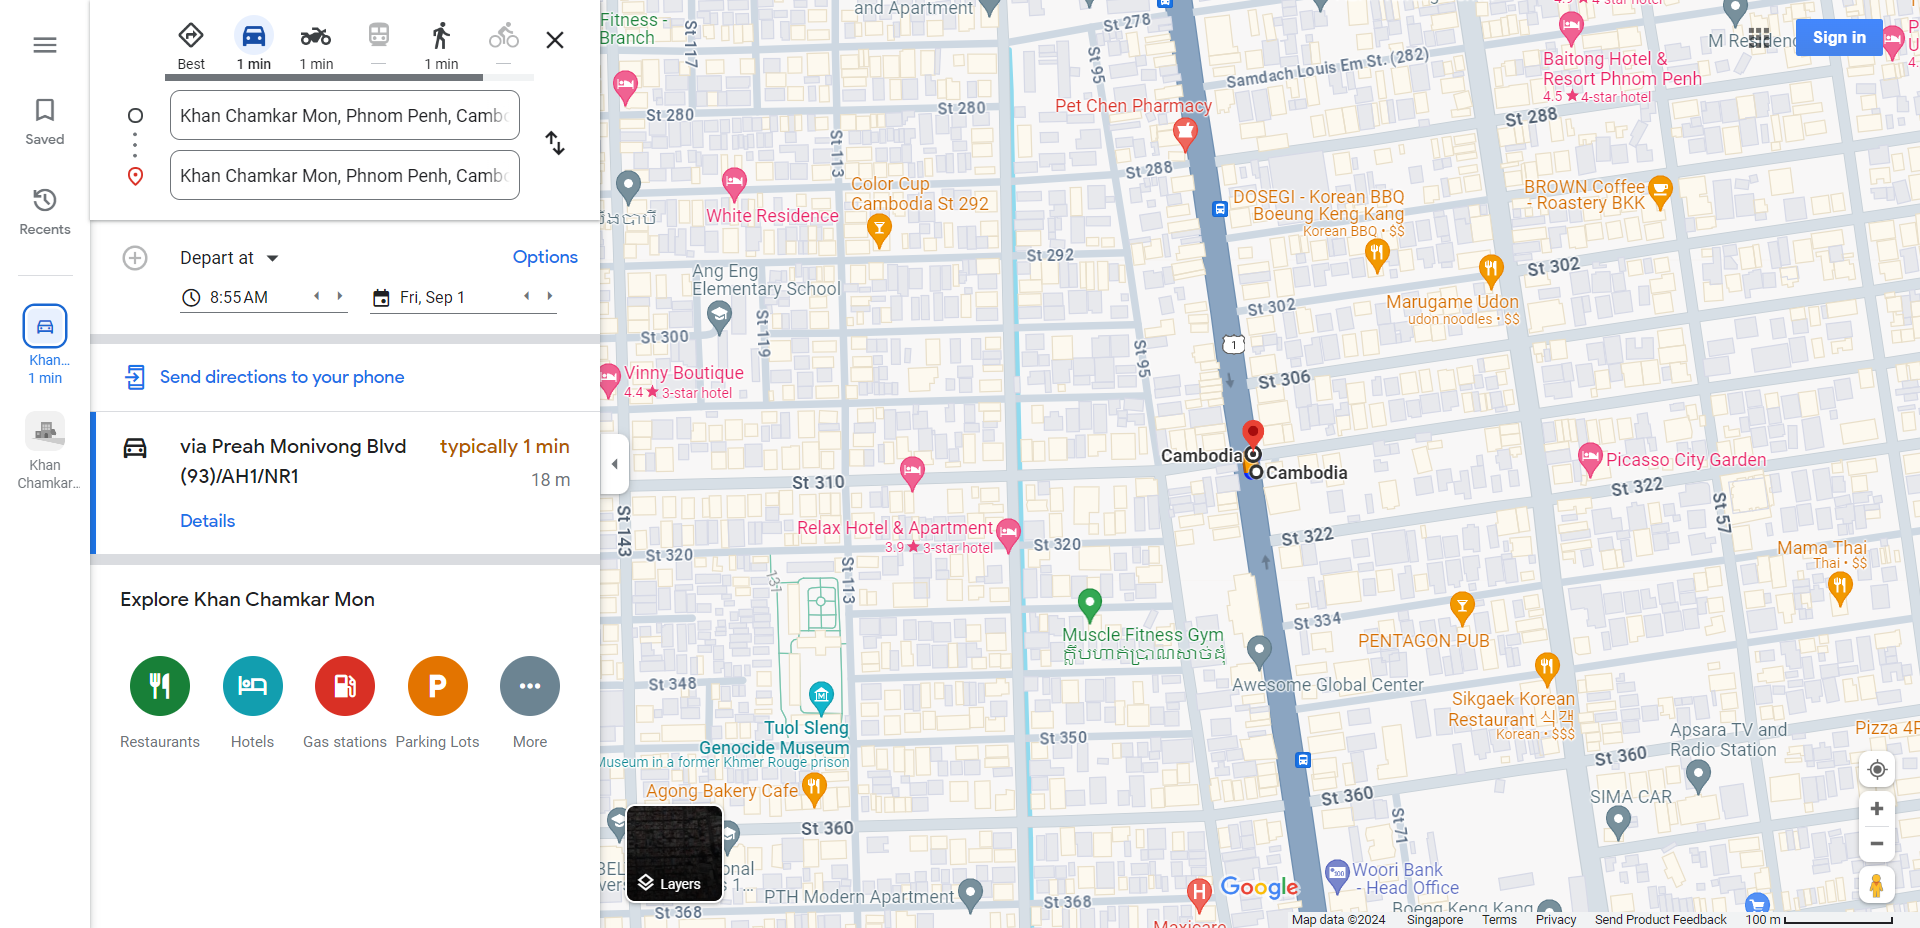 Saved
Recents
Khan...
1 min
Khan
Chamkar...
Best
1 min
1 min
—
1 min
—
Khan Chamkar Mon, Phnom Penh, Cambo
Khan Chamkar Mon, Phnom Penh, Cambo
Depart at
Options
8:55 AM
Fri, Sep 1
Send directions to your phone
via Preah Monivong Blvd
(93)/AH1/NR1
typically 1 min
18 m
Details
Explore Khan Chamkar Mon
Restaurants
Hotels
Gas stations
Parking Lots
More
Fitness -
Branch
and Apartment
St 117
St 278
St 95
Samdach Louis Em St. (282)
4-star hotel
M Residenc
Sign in
Baitong Hotel &
Resort Phnom Penh
4.5 ★ 4-star hotel
St 280
St 280
Pet Chen Pharmacy
St 288
St 113
St 288
Color Cup
Cambodia St 292
White Residence
DOSEGI - Korean BBQ
Boeung Keng Kang
Korean BBQ • $$
BROWN Coffee
- Roastery BKK
St 292
Ang Eng
Elementary School
St 302
St 302
Marugame Udon
udon noodles • $$
St 300
St 119
1
St 95
Vinny Boutique
4.4 ★ 3-star hotel
St 306
Cambodia
Cambodia
Picasso City Garden
St 322
St 57
St 310
St 143
Relax Hotel & Apartment
3.9 ★ 3-star hotel
St 320
St 320
St 322
Mama Thai
Thai • $$
131
St 113
Muscle Fitness Gym
St 334
PENTAGON PUB
St 348
Awesome Global Center
Sikgaek Korean
Restaurant 식객
Korean • $$$
Tuol Sleng
Genocide Museum
Museum in a former Khmer Rouge prison
St 350
Apsara TV and
Radio Station
Pizza 4P
St 360
Agong Bakery Cafe
St 360
St 71
SIMA CAR
St 360
Layers
PTH Modern Apartment
St 368
St 368
H
Maxicare
Google
Woori Bank
- Head Office
Boeng Keng Kang
Map data ©2024
Singapore
Terms
Privacy
Send Product Feedback
100 m